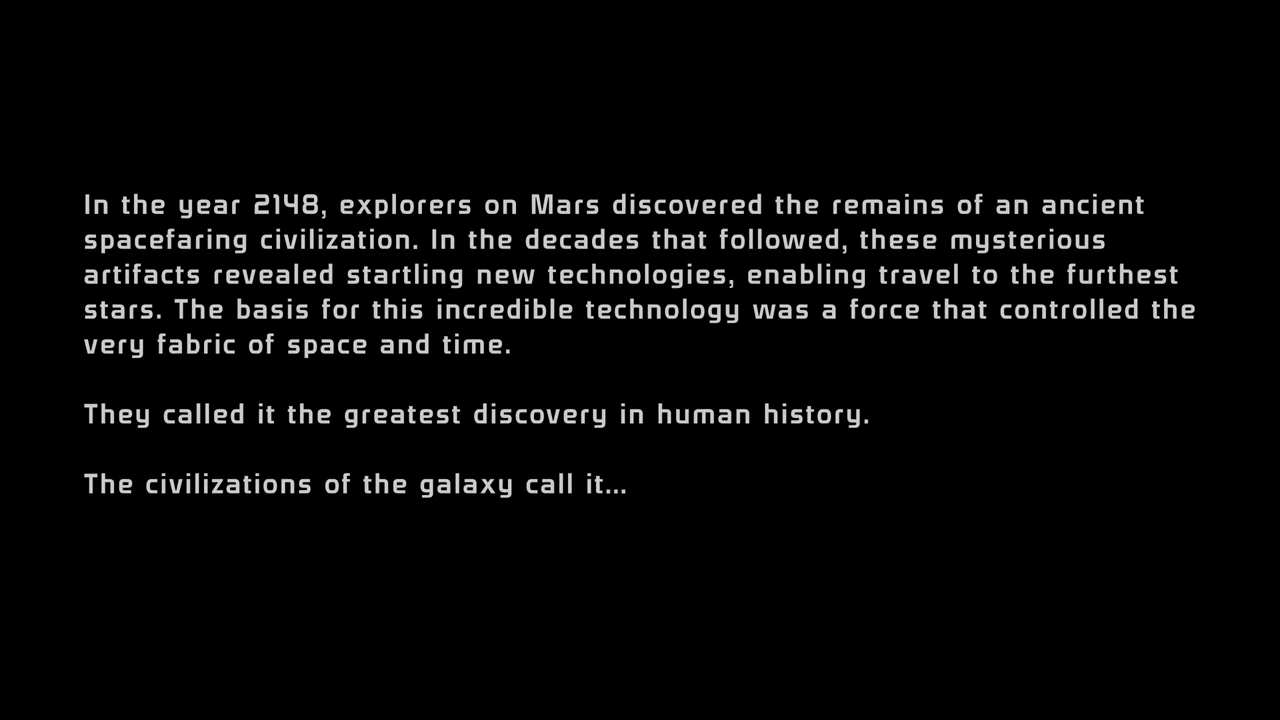 In the year 2148, explorers on Mars discovered the remains of an ancient
spacefaring civilization. In the decades that followed, these mysterious
artifacts revealed startling new technologies, enabling travel to the furthest
stars. The basis for this incredible technology was a force that controlled the
very fabric of space and time.
They called it the greatest discovery in human history.
The civilizations of the galaxy call it...